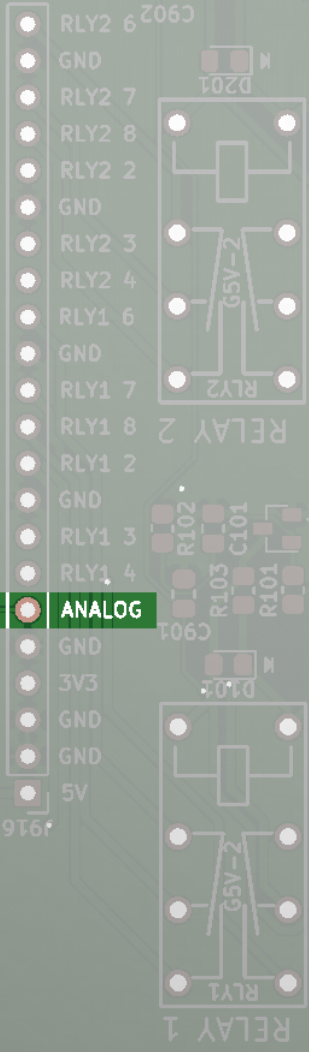 RLY2 6
C902
GND
D201
RLY2 7
RLY2 8
RLY2 2
GND
RLY2 3
G5V-2
RLY2 4
RLY1 6
GND
RLY1 7
RLY2
RLY1 8
RELAY 2
RLY1 2
GND
R102
C101
RLY1 3
RLY1 4
R103
R101
ANALOG
C901
GND
D101
3V3
GND
GND
5V
J916
G5V-2
RLY1
RELAY 1